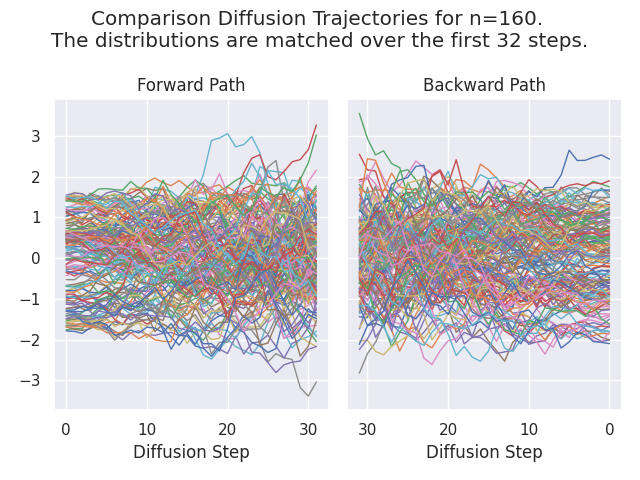 Comparison Diffusion Trajectories for n=160.
The distributions are matched over the first 32 steps.
Forward Path
Backward Path
3
2
1
0
−1
−2
−3
0 10 20 30
30 20 10 0
Diffusion Step
Diffusion Step